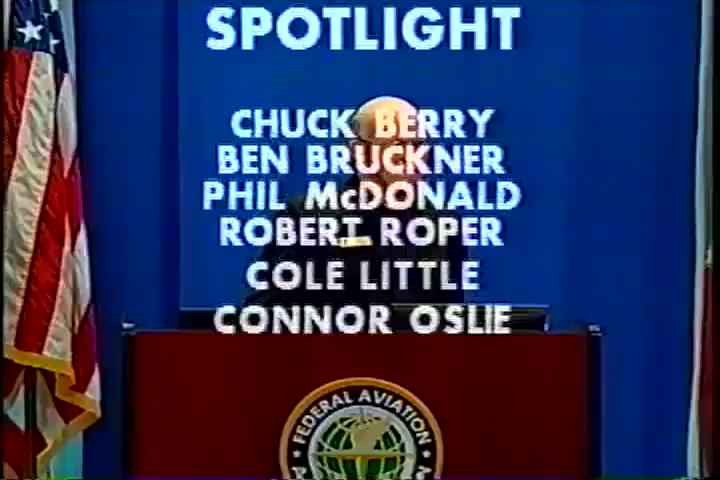 SPOTLIGHT
CHUCK BERRY
BEN BRUCKNER
PHIL McDONALD
ROBERT ROPER
COLE LITTLE
CONNOR OSLIE
FEDERAL AVIATION